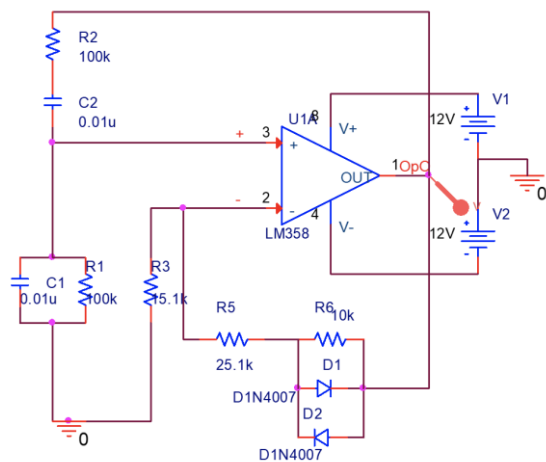 R2
100k
C2
0.01u
U1A
8
V1
12V
+
3
+
V+
1
OpO
OUT
0
-
2
-
4
V-
LM358
V
V2
12V
C1
0.01u
R1
100k
R3
15.1k
R5
25.1k
R6
10k
D1
D1N4007
D2
D1N4007
0